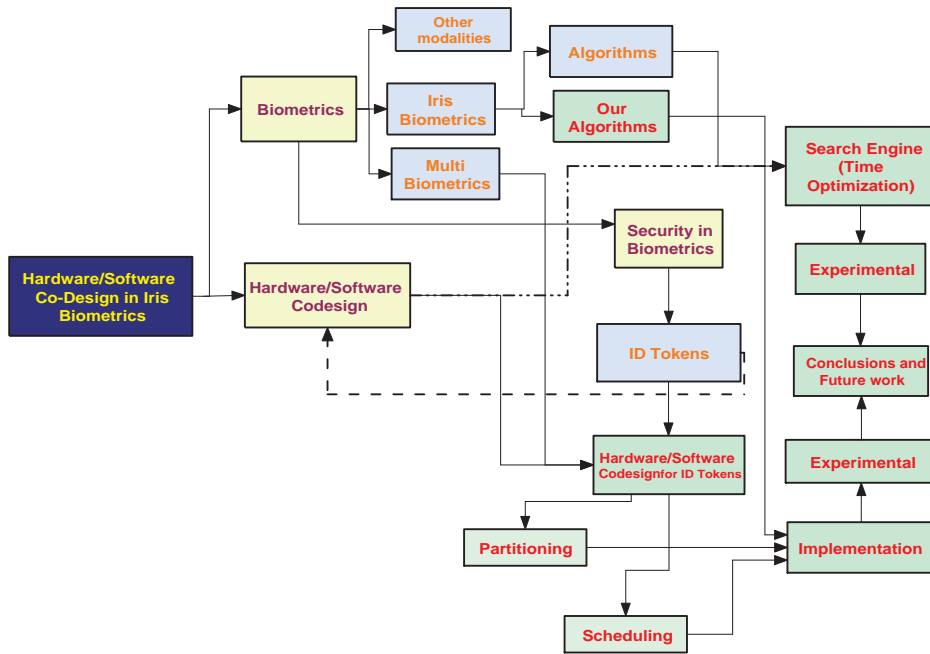 Other
modalities
Algorithms
Biometrics
Iris
Biometrics
Our
Algorithms
Search Engine
(Time
Optimization)
Multi
Biometrics
Security in
Biometrics
Hardware/Software
Co-Design in Iris
Biometrics
Hardware/Software
Codesign
Experimental
ID Tokens
Conclusions and
Future work
Hardware/Software
Codesignfor ID Tokens
Experimental
Partitioning
Implementation
Scheduling